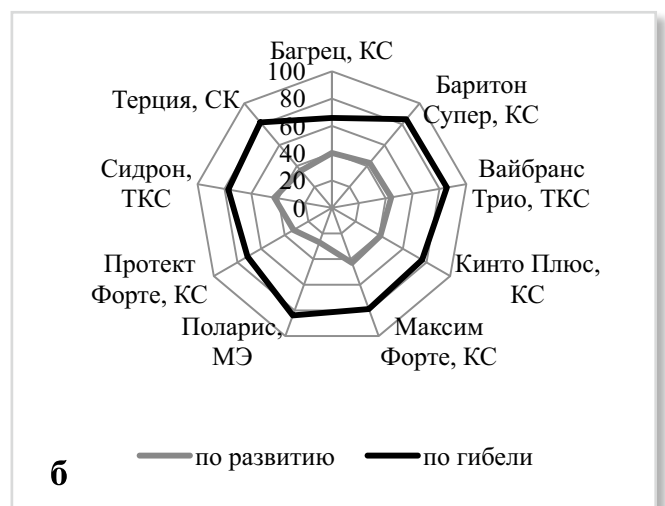 Багрец, КС
Баритон
Супер, КС
Вайбранс
Трио, ТКС
Кинто Плюс,
КС
Максим
Форте, КС
Поларис,
МЭ
Протект
Форте, КС
Сидрон,
ТКС
Терция, СК
100
80
60
40
20
0
по развитию
по гибели
б